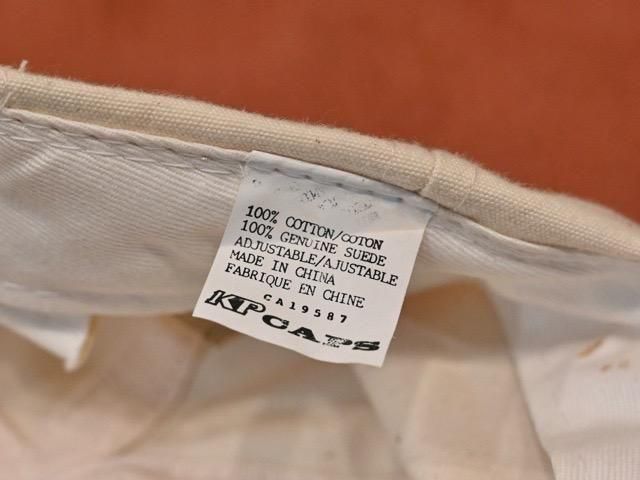 100% COTTON/COTON
100% GENUINE SUEDE
ADJUSTABLE/AJUSTABLE
MADE IN CHINA
FABRIQUE EN CHINE
CA19587
KP CAPS